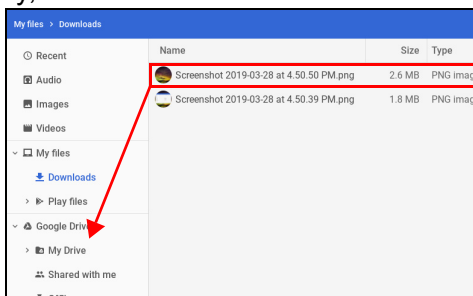 y,
My files > Downloads
Recent
Audio
Images
Videos
My files
Downloads
Play files
Google Drive
My Drive
Shared with me
Name Size Type
Screenshot 2019-03-28 at 4.50.50 PM.png 2.6 MB PNG imag
Screenshot 2019-03-28 at 4.50.39 PM.png 1.8 MB PNG imag